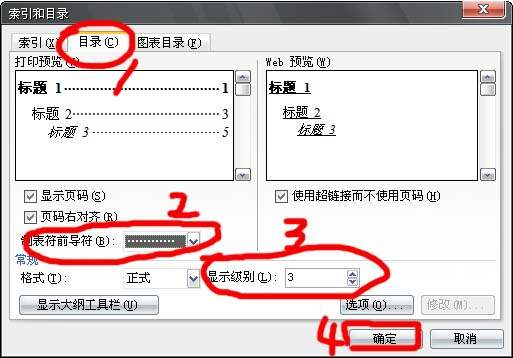 索引和目录
索引(X) 目录(C) 图表目录(F)
1
打印预览(V) Web 预览(W)
标题 1 1
标题 2 3
标题 3 5
标题 1
标题 2
标题 3
显示页码(S) 使用超链接而不使用页码(H)
页码右对齐(R)
2
制表符前导符(B): ............
3
常规
格式(T): 正式 显示级别(L): 3
显示大纲工具栏(U) 选项(O)... 修改(M)...
4
确定 取消